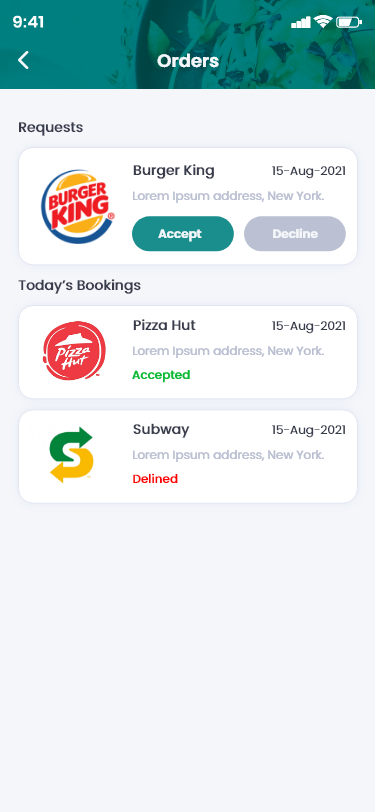 9:41
Orders
Requests
Burger King
15-Aug-2021
BURGER
KING
®
Lorem Ipsum address, New York.
Accept
Decline
Today's Bookings
Pizza Hut
15-Aug-2021
Pizza
Hut
Lorem Ipsum address, New York.
Accepted
Subway
15-Aug-2021
S
Lorem Ipsum address, New York.
Delined